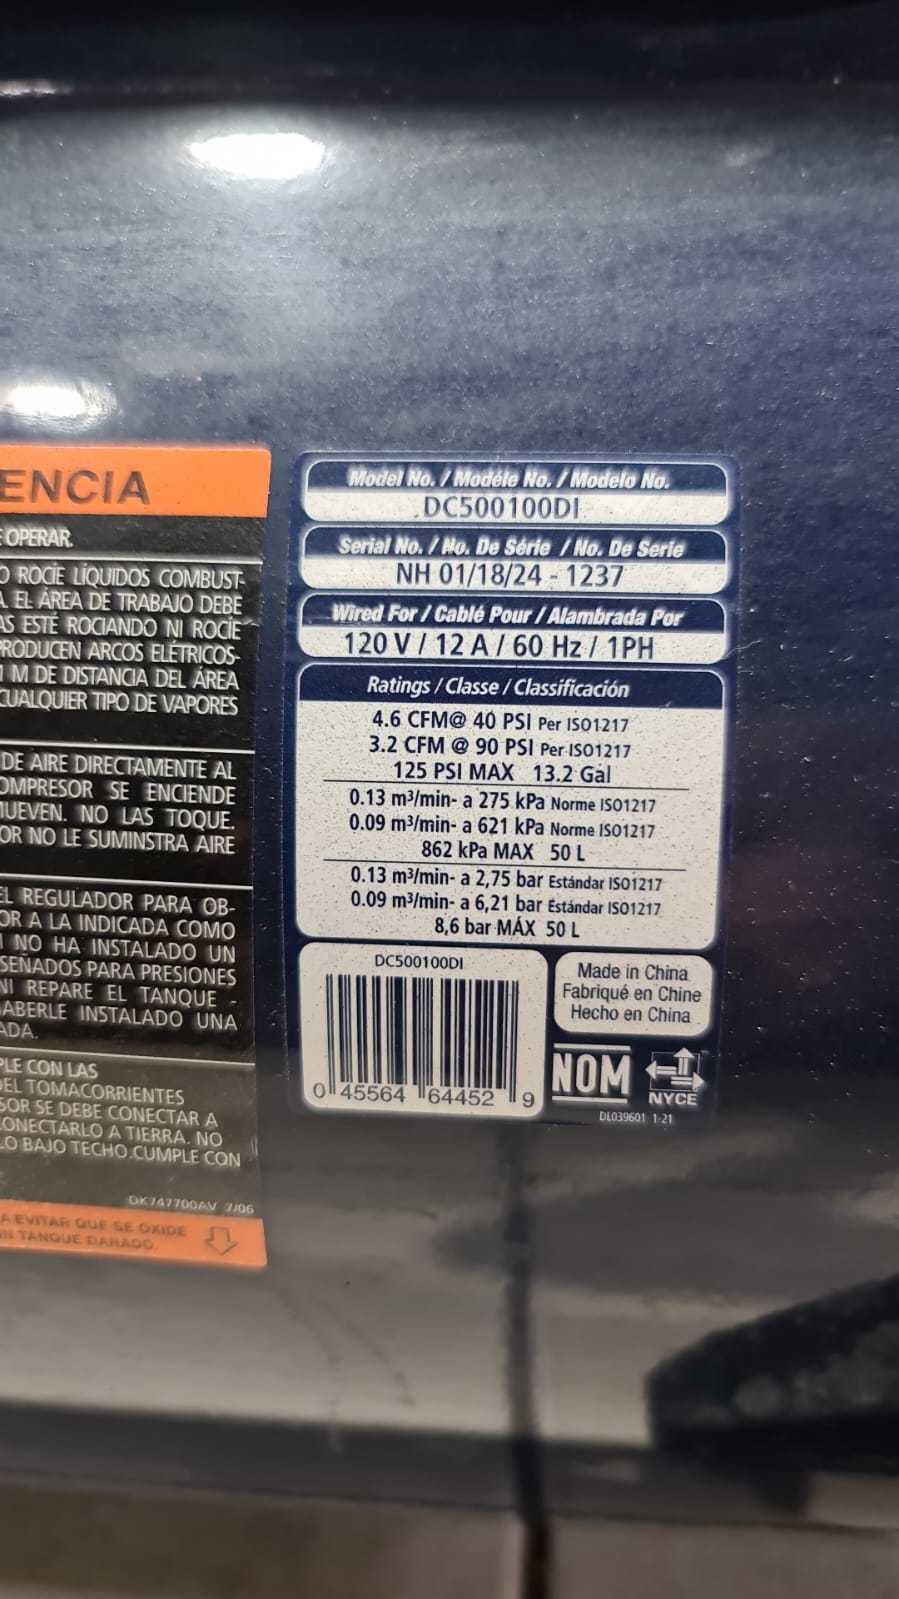 ENCIA
E OPERAR.
O ROCÍE LÍQUIDOS COMBUST-
A. EL ÁREA DE TRABAJO DEBE
AS ESTÉ ROCIANDO NI ROCÍE
PRODUCEN ARCOS ELÉTRICOS-
1 M DE DISTANCIA DEL ÁREA
CUALQUIER TIPO DE VAPORES
DE AIRE DIRECTAMENTE AL
OMPRESOR SE ENCIENDE
MUEVEN. NO LAS TOQUE.
OR NO LE SUMINSTRA AIRE
EL REGULADOR PARA OB-
OR A LA INDICADA COMO
I NO HA INSTALADO UN
SEÑADOS PARA PRESIONES
NI REPARE EL TANQUE -
ABERLE INSTALADO UNA
ADA.
PLE CON LAS
DEL TOMACORRIENTES
SOR SE DEBE CONECTAR A
CONECTARLO A TIERRA. NO
LO BAJO TECHO.CUMPLE CON
DK747700AV 7/06
A EVITAR QUE SE OXIDE
UN TANQUE DAÑADO.
Model No. / Modéle No. / Modelo No.
DC500100DI
Serial No. / No. De Série / No. De Serie
NH 01/18/24 - 1237
Wired For / Cablé Pour / Alambrada Por
120 V / 12 A / 60 Hz / 1PH
Ratings / Classe / Classificación
4.6 CFM@ 40 PSI Per ISO1217
3.2 CFM @ 90 PSI Per ISO1217
125 PSI MAX 13.2 Gal
0.13 m³/min- a 275 kPa Norme ISO1217
0.09 m³/min- a 621 kPa Norme ISO1217
862 kPa MAX 50 L
0.13 m³/min- a 2,75 bar Estándar ISO1217
0.09 m³/min- a 6,21 bar Estándar ISO1217
8,6 bar MÁX 50 L
DC500100DI
0 45564 64452 9
Made in China
Fabriqué en Chine
Hecho en China
NOM
NYCE
DL039601 1-21